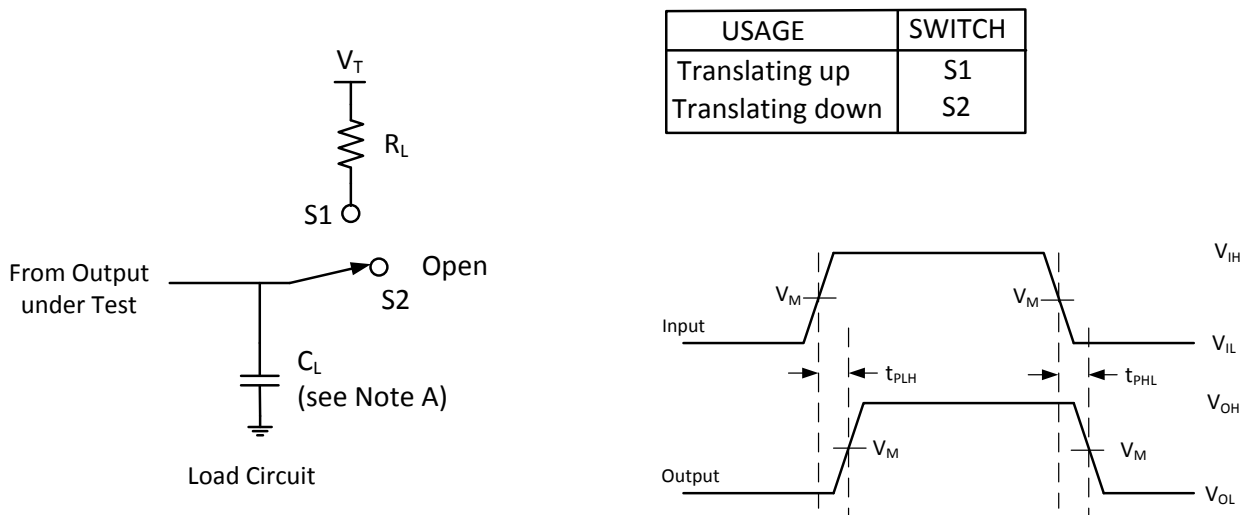 USAGE SWITCH
Translating up S1
Translating down S2
V_T
R_L
S1
From Output
under Test
Open
S2
C_L
(see Note A)
Load Circuit
V_IH
V_M
V_M
Input
V_IL
t_PLH
t_PHL
V_OH
V_M
V_M
Output
V_OL